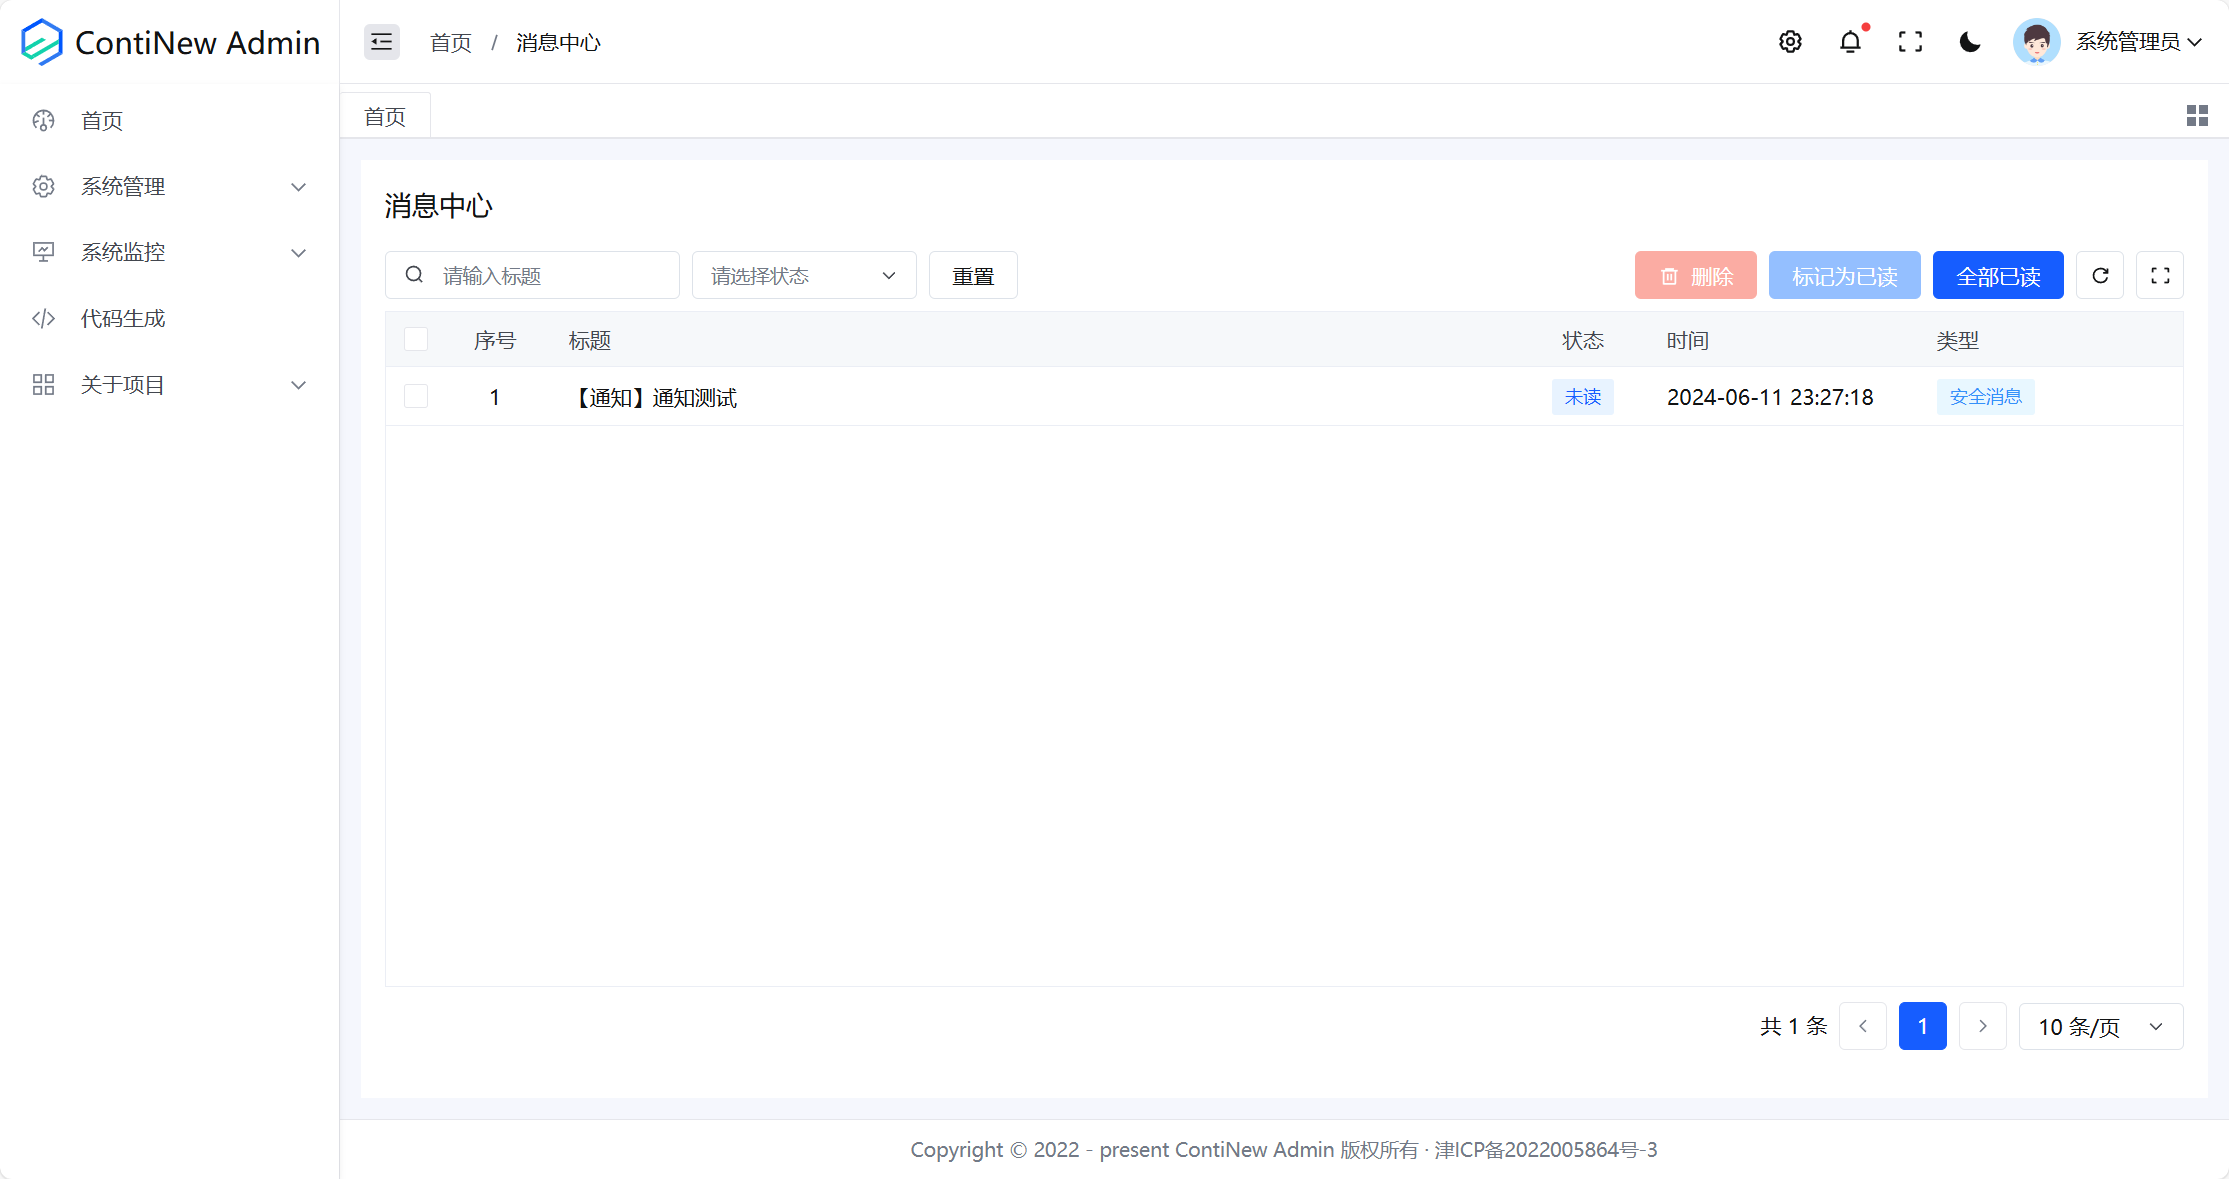 ContiNew Admin
首页 / 消息中心
系统管理员
首页
系统管理
系统监控
代码生成
关于项目
首页
消息中心
请输入标题
请选择状态
重置
删除
标记为已读
全部已读
序号 标题 状态 时间 类型
1 【通知】通知测试 未读 2024-06-11 23:27:18 安全消息
共 1 条 1 10 条/页
Copyright © 2022 - present ContiNew Admin 版权所有 · 津ICP备2022005864号-3